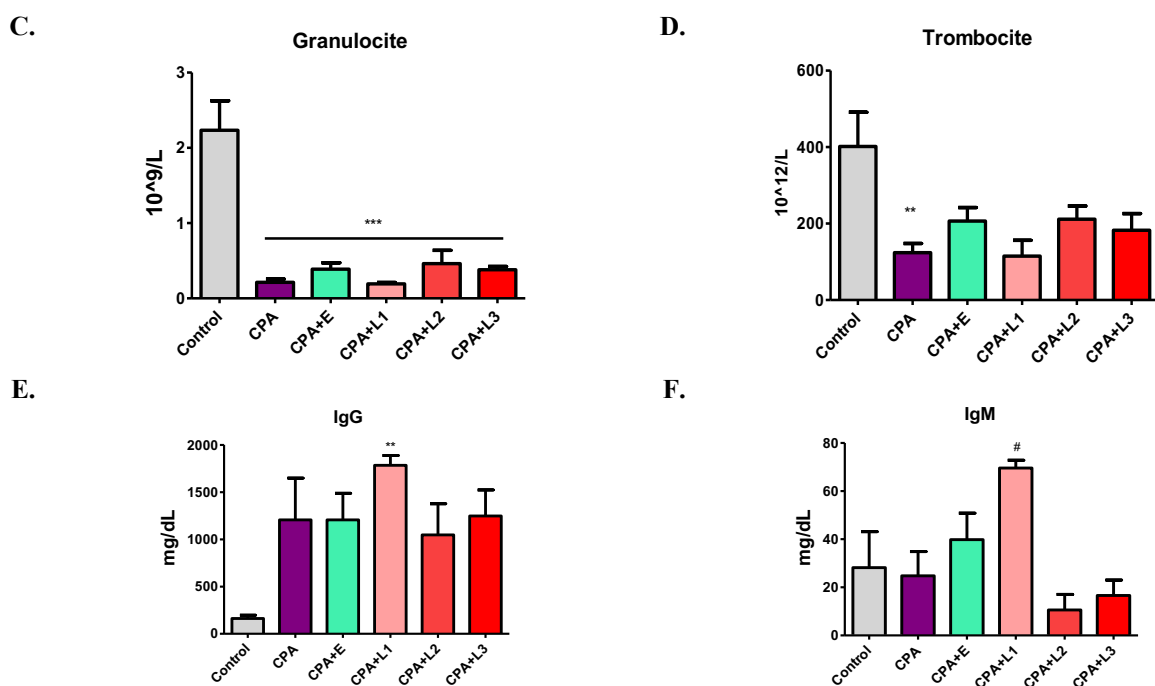 C.
Granulocite
10^9/L
3
2
1
0
***
Control
CPA
CPA+E
CPA+L1
CPA+L2
CPA+L3
D.
Trombocite
10^12/L
600
400
200
0
**
Control
CPA
CPA+E
CPA+L1
CPA+L2
CPA+L3
E.
IgG
mg/dL
2000
1500
1000
500
0
**
Control
CPA
CPA+E
CPA+L1
CPA+L2
CPA+L3
F.
IgM
mg/dL
80
60
40
20
0
#
Control
CPA
CPA+E
CPA+L1
CPA+L2
CPA+L3